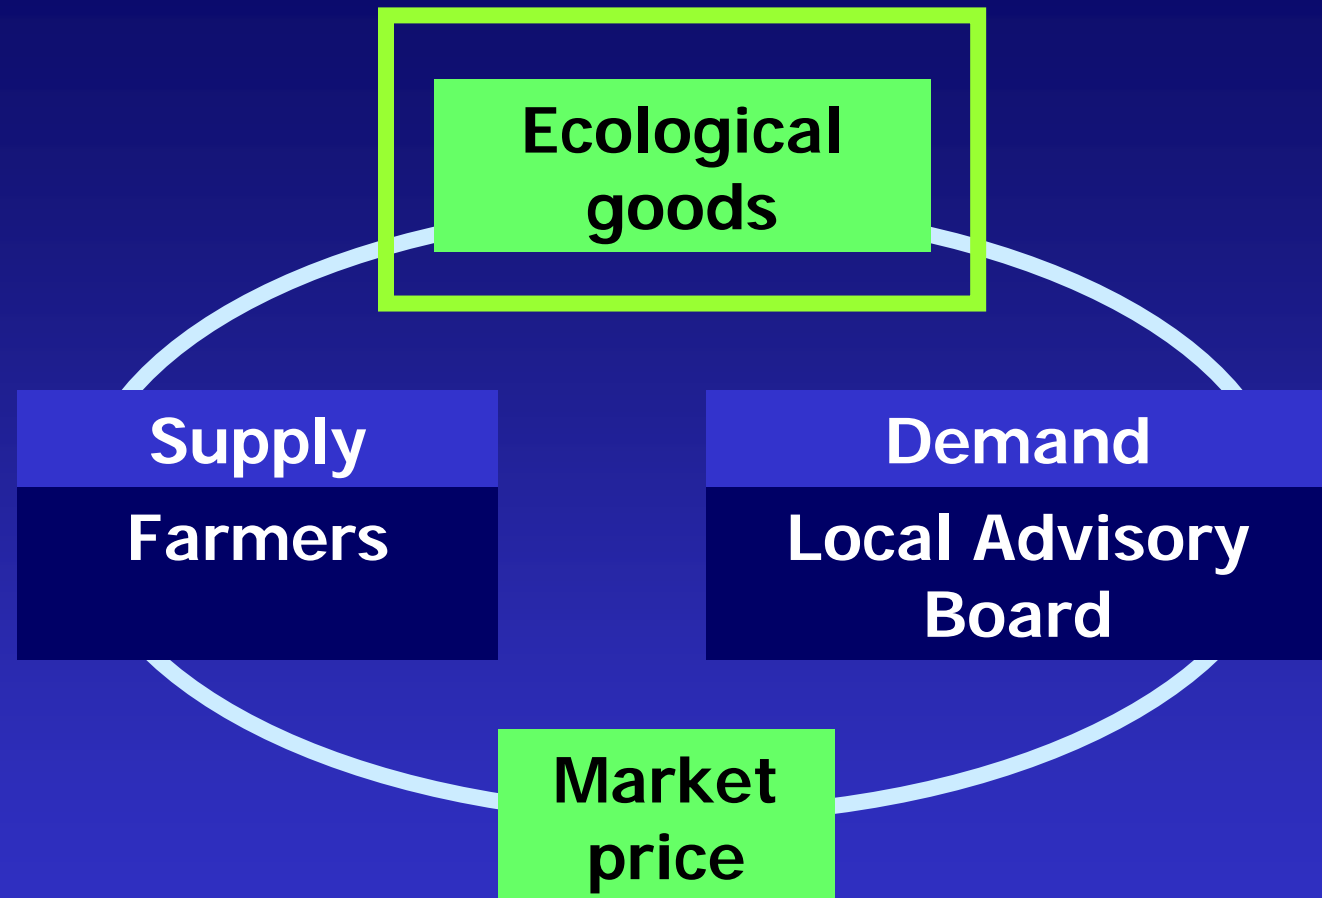 Ecological
goods
Supply
Demand
Farmers
Local Advisory
Board
Market
price